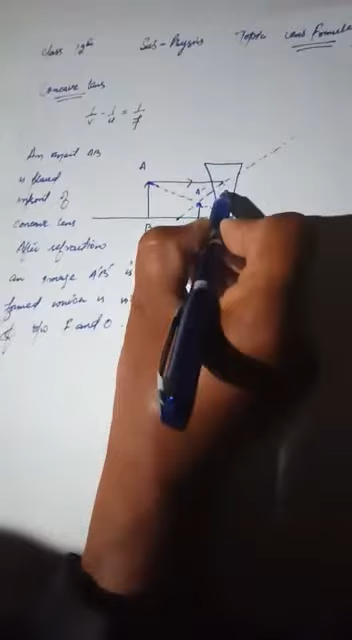 Class 12th Sub - Physics Topic Lens Formula
Concave lens
1/v - 1/u = 1/f
An object AB
is placed
infront of
concave lens
After refraction
an image A'B' is
formed which is
b/w F and O.
A
A'
B